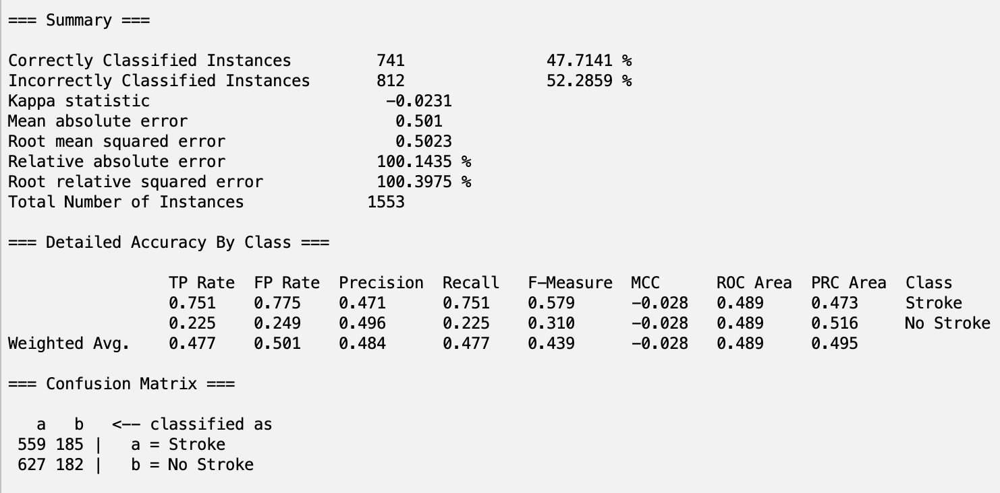 === Summary ===
Correctly Classified Instances 741 47.7141 %
Incorrectly Classified Instances 812 52.2859 %
Kappa statistic −0.0231
Mean absolute error 0.501
Root mean squared error 0.5023
Relative absolute error 100.1435 %
Root relative squared error 100.3975 %
Total Number of Instances 1553
=== Detailed Accuracy By Class ===
TP Rate FP Rate Precision Recall F−Measure MCC ROC Area PRC Area Class
0.751 0.775 0.471 0.751 0.579 −0.028 0.489 0.473 Stroke
0.225 0.249 0.496 0.225 0.310 −0.028 0.489 0.516 No Stroke
Weighted Avg. 0.477 0.501 0.484 0.477 0.439 −0.028 0.489 0.495
=== Confusion Matrix ===
a b <−− classified as
559 185 | a = Stroke
627 182 | b = No Stroke